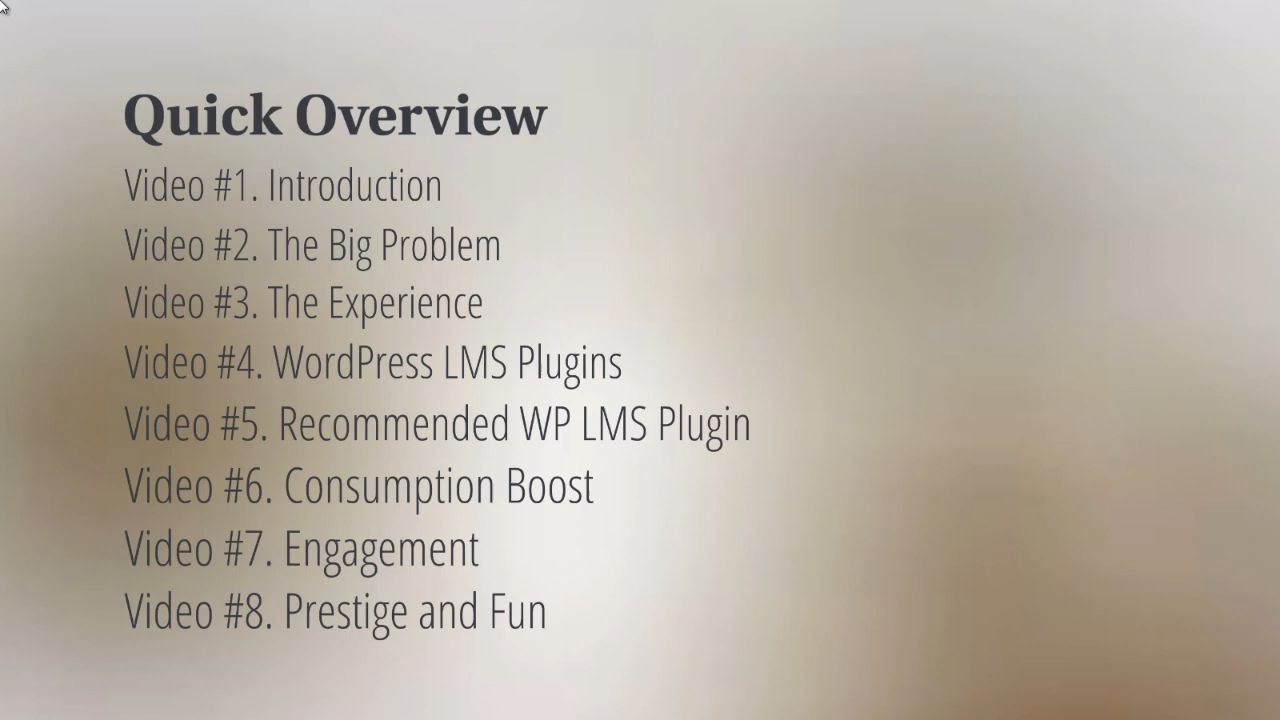 Quick Overview
Video #1. Introduction
Video #2. The Big Problem
Video #3. The Experience
Video #4. WordPress LMS Plugins
Video #5. Recommended WP LMS Plugin
Video #6. Consumption Boost
Video #7. Engagement
Video #8. Prestige and Fun